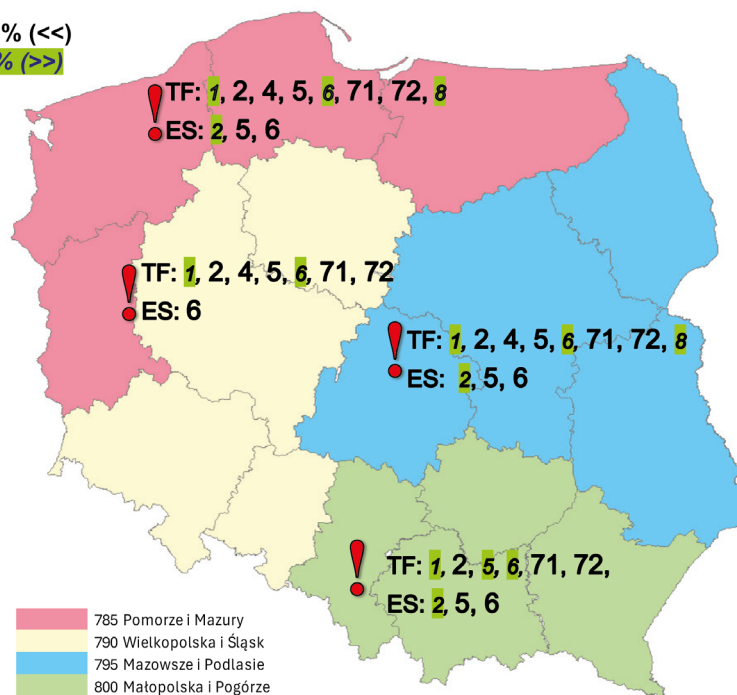 % (<<)
% (>>)
TF: 1, 2, 4, 5, 6, 71, 72, 8
ES: 2, 5, 6
TF: 1, 2, 4, 5, 6, 71, 72
ES: 6
TF: 1, 2, 4, 5, 6, 71, 72, 8
ES: 2, 5, 6
TF: 1, 2, 5, 6, 71, 72,
ES: 2, 5, 6
785 Pomorze i Mazury
790 Wielkopolska i Śląsk
795 Mazowsze i Podlasie
800 Małopolska i Pogórze